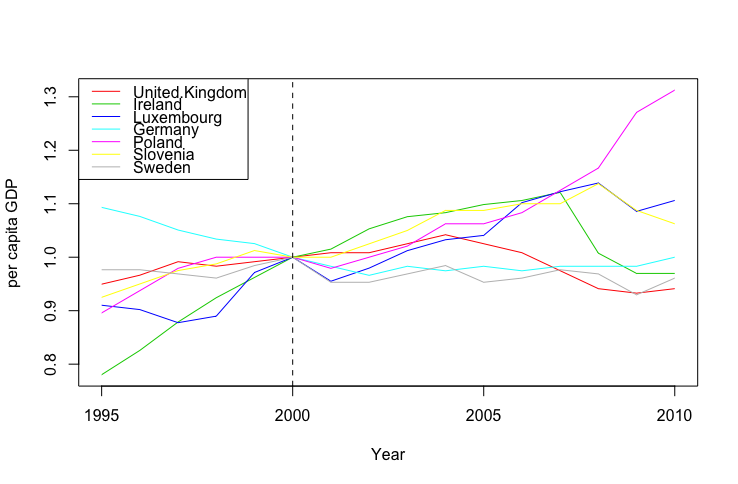 United Kingdom
Ireland
Luxembourg
Germany
Poland
Slovenia
Sweden
per capita GDP
1.3
1.2
1.1
1.0
0.9
0.8
1995 2000 2005 2010
Year